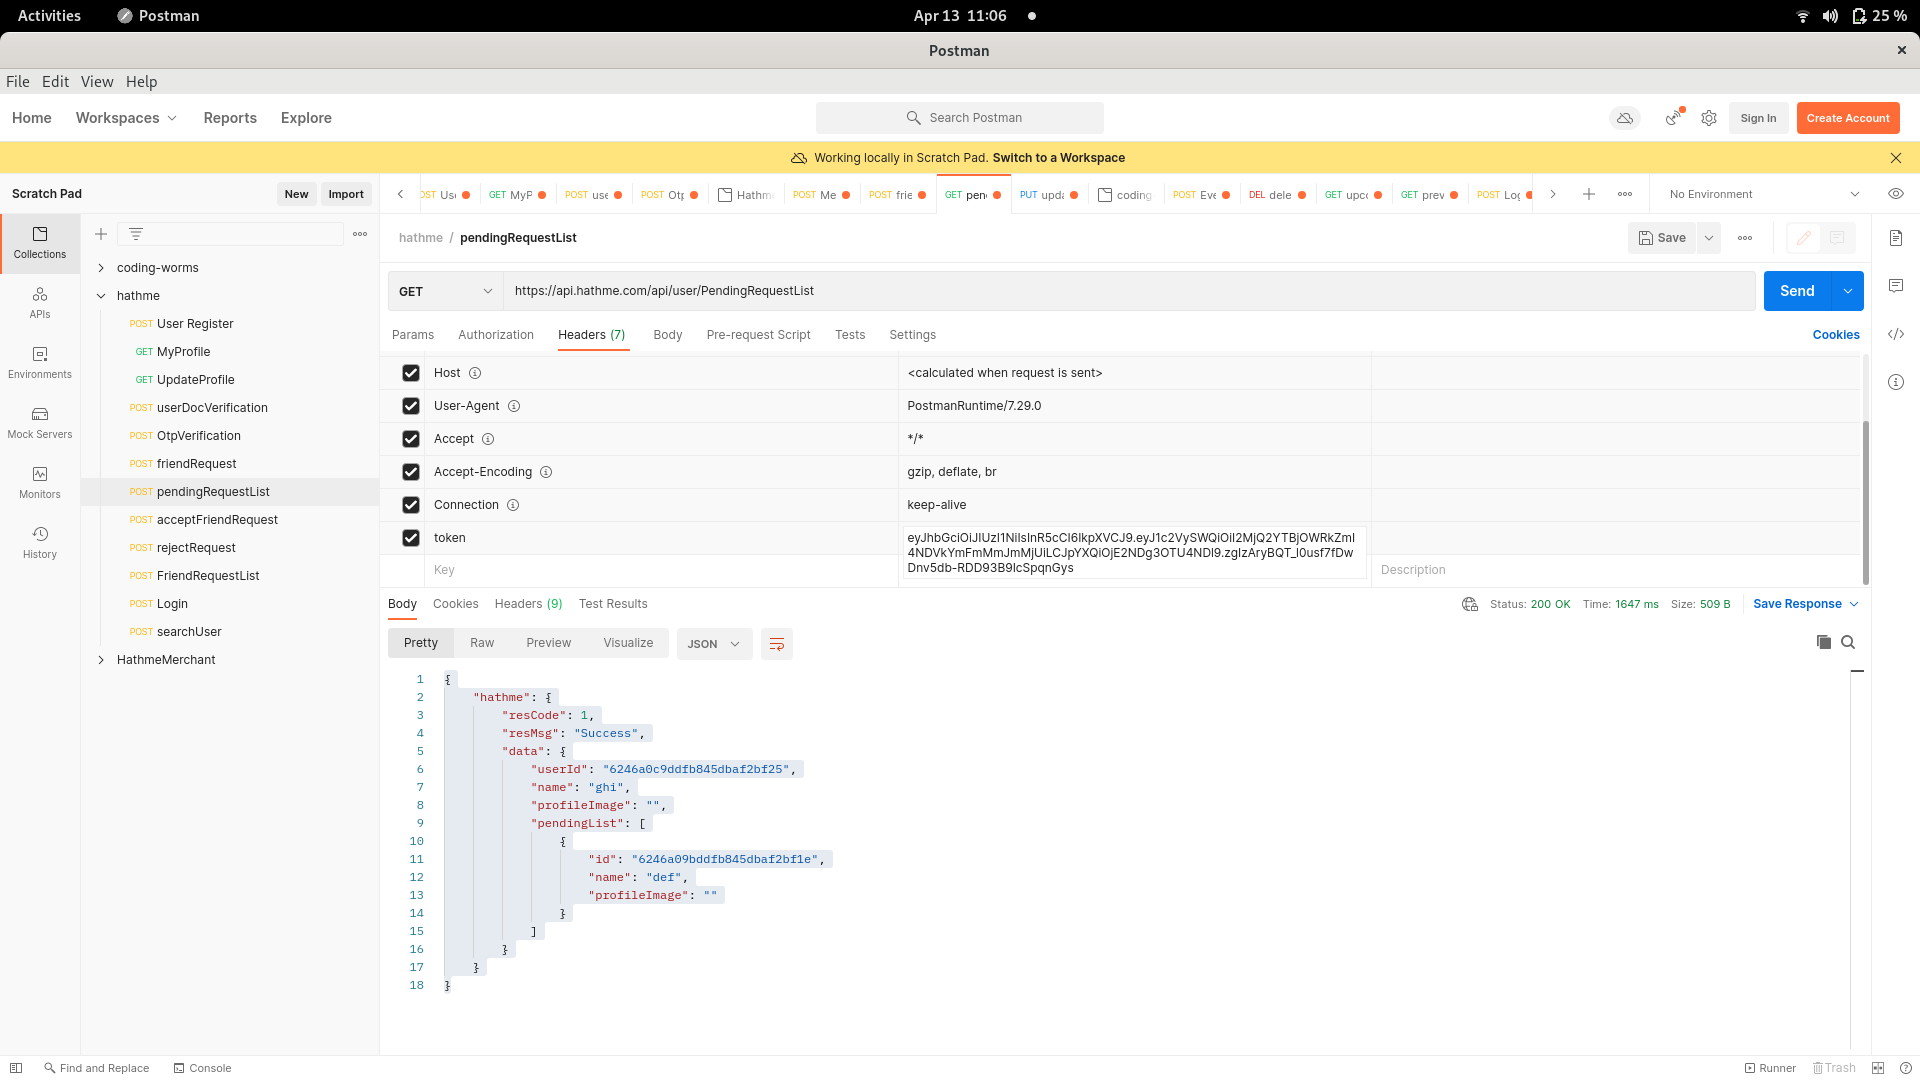 Activities Postman Apr 13 11:06 25 %
Postman
File Edit View Help
Home Workspaces Reports Explore Search Postman Sign In Create Account
Working locally in Scratch Pad. Switch to a Workspace
Scratch Pad New Import
GET MyP POST use POST Otp Hathm POST Me POST frie GET pen PUT upda coding POST Eve DEL dele GET upco GET prev POST Log No Environment
Collections
APIs
Environments
Mock Servers
Monitors
History
coding-worms
hathme
POST User Register
GET MyProfile
GET UpdateProfile
POST userDocVerification
POST OtpVerification
POST friendRequest
POST pendingRequestList
POST acceptFriendRequest
POST rejectRequest
POST FriendRequestList
POST Login
POST searchUser
HathmeMerchant
hathme / pendingRequestList Save
GET https://api.hathme.com/api/user/PendingRequestList Send
Params Authorization Headers (7) Body Pre-request Script Tests Settings Cookies
Host <calculated when request is sent>
User-Agent PostmanRuntime/7.29.0
Accept */*
Accept-Encoding gzip, deflate, br
Connection keep-alive
token
Key Description
Body Cookies Headers (9) Test Results Status: 200 OK Time: 1647 ms Size: 509 B Save Response
Pretty Raw Preview Visualize JSON
1 {
2 "hathme": {
3 "resCode": 1,
4 "resMsg": "Success",
5 "data": {
6 "userId": "6246a0c9ddfb845dbaf2bf25",
7 "name": "ghi",
8 "profileImage": "",
9 "pendingList": [
10 {
11 "id": "6246a09bddfb845dbaf2bf1e",
12 "name": "def",
13 "profileImage": ""
14 }
15 ]
16 }
17 }
18 }
Find and Replace Console Runner Trash